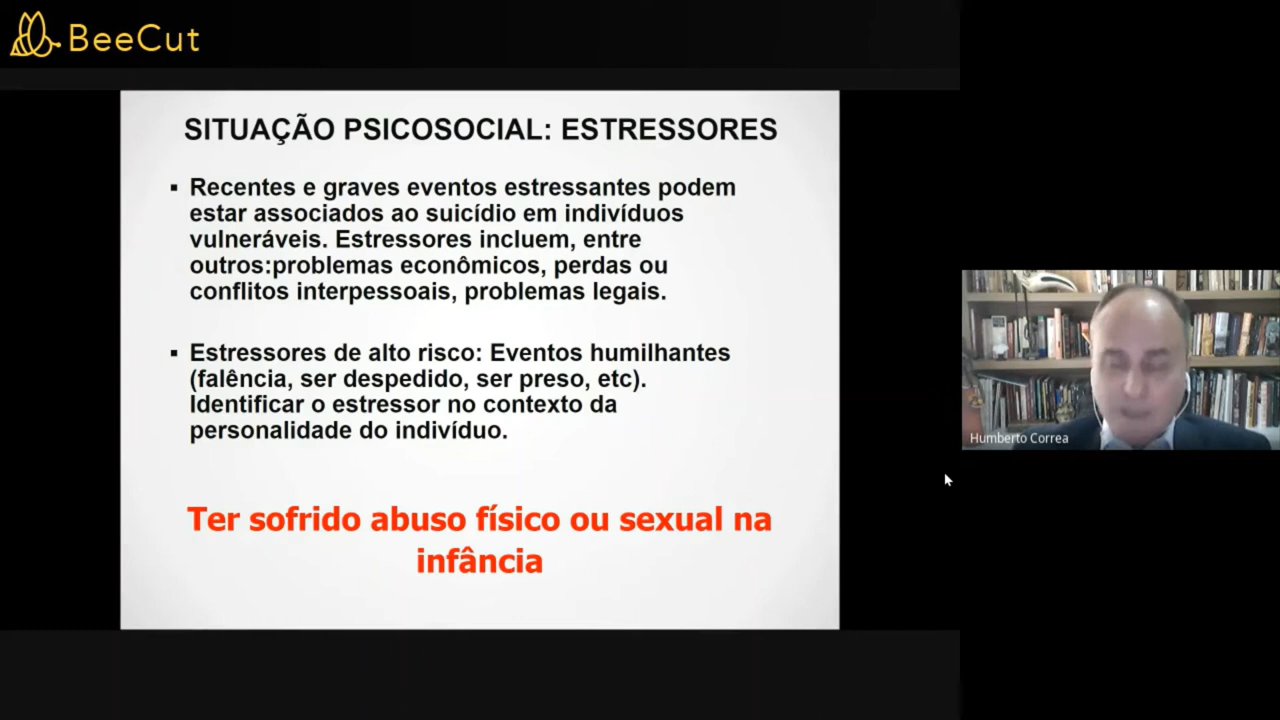 BeeCut
SITUAÇÃO PSICOSOCIAL: ESTRESSORES
▪ Recentes e graves eventos estressantes podem
estar associados ao suicídio em indivíduos
vulneráveis. Estressores incluem, entre
outros:problemas econômicos, perdas ou
conflitos interpessoais, problemas legais.
▪ Estressores de alto risco: Eventos humilhantes
(falência, ser despedido, ser preso, etc).
Identificar o estressor no contexto da
personalidade do indivíduo.
Ter sofrido abuso físico ou sexual na
infância
Humberto Correa